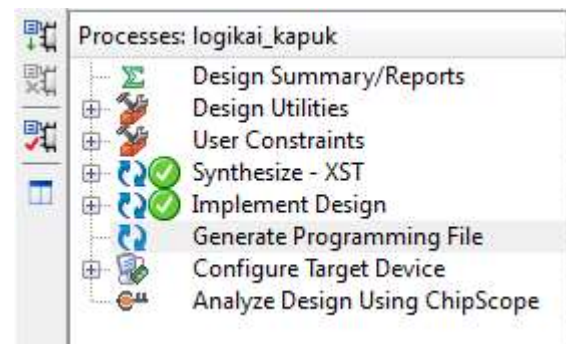 Processes: logikai_kapuk
Design Summary/Reports
Design Utilities
User Constraints
Synthesize - XST
Implement Design
Generate Programming File
Configure Target Device
Analyze Design Using ChipScope